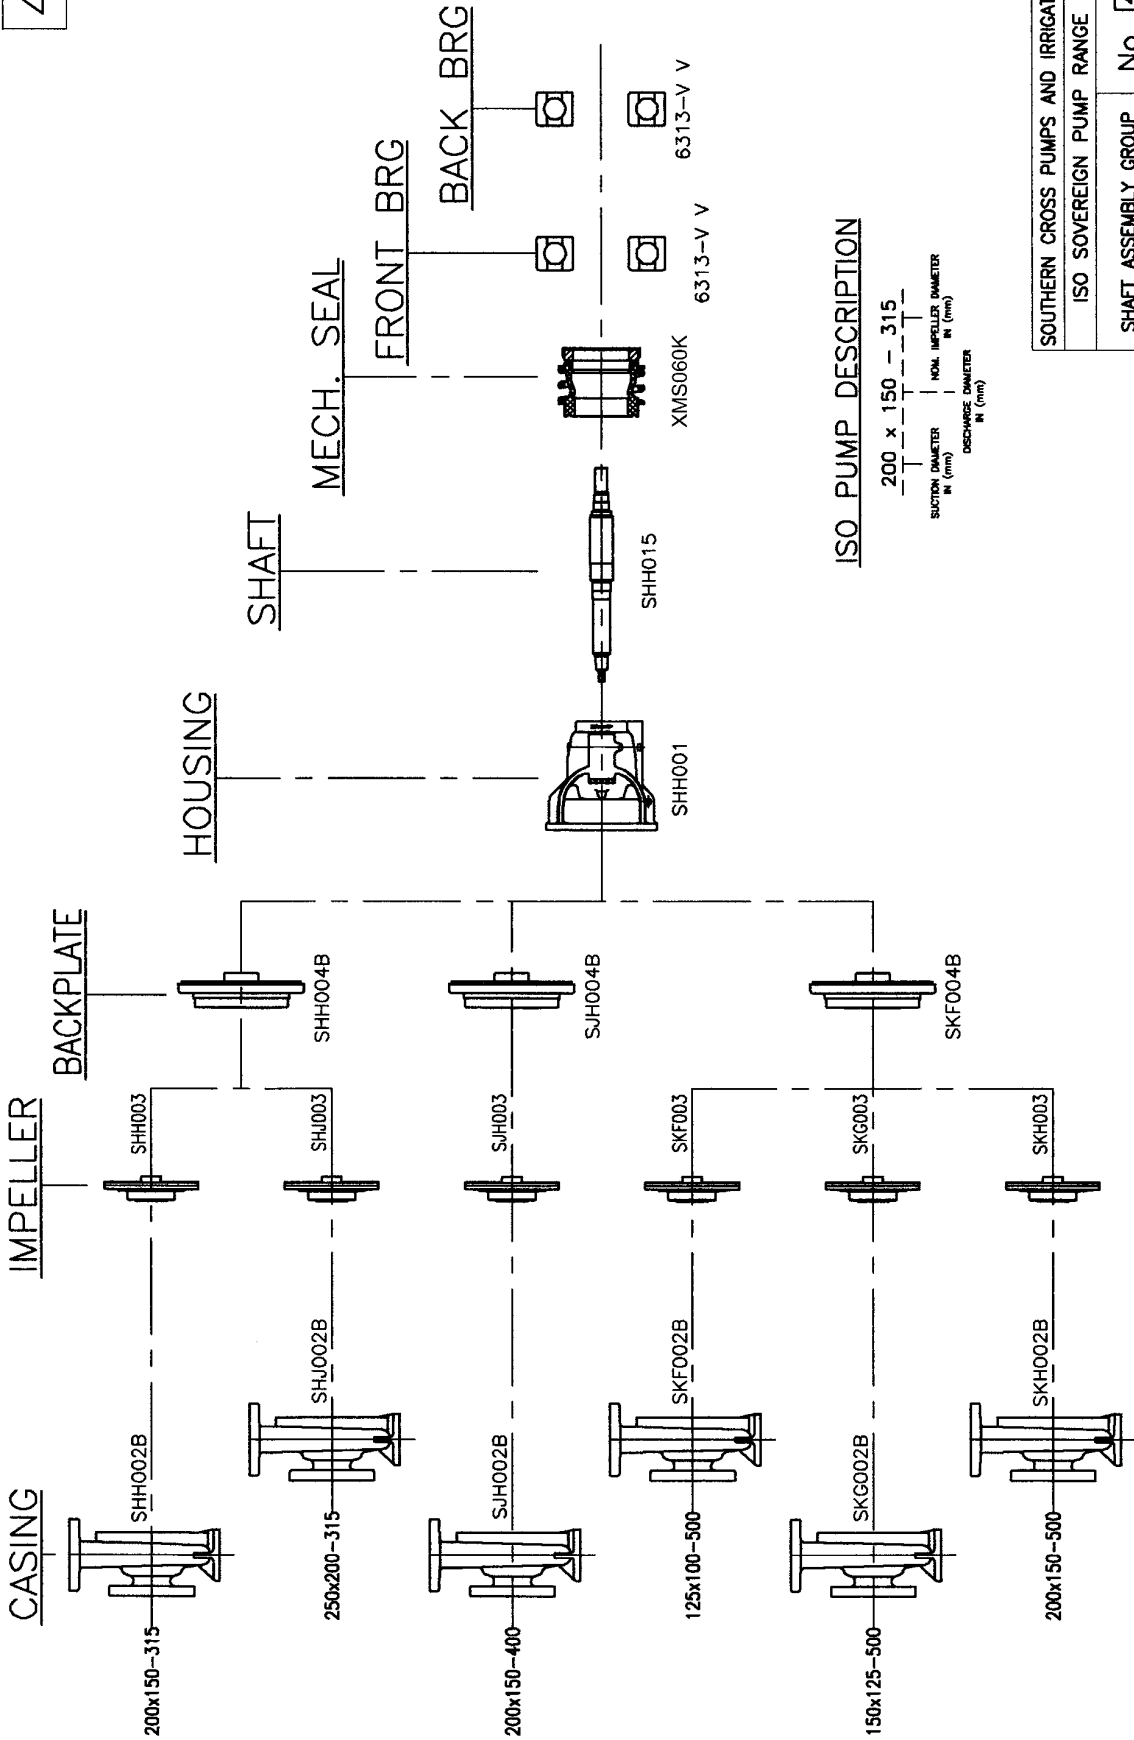 CASING
IMPELLER
BACKPLATE
HOUSING
SHAFT
MECH. SEAL
FRONT BRG
BACK BRG
200x150-315
SHH002B
SHH003
250x200-315
SHJ002B
SHJ003
SHH004B
200x150-400
SJH002B
SJH003
SJH004B
125x100-500
SKF002B
SKF003
150x125-500
SKG002B
SKG003
SKF004B
200x150-500
SKH002B
SKH003
SHH001
SHH015
XMS060K
6313-V V
6313-V V
ISO PUMP DESCRIPTION
200 x 150 - 315
SUCTION DIAMETER
IN (mm)
NOM. IMPELLER DIAMETER
IN (mm)
DISCHARGE DIAMETER
IN (mm)
SOUTHERN CROSS PUMPS AND IRRIGAT
ISO SOVEREIGN PUMP RANGE
SHAFT ASSEMBLY GROUP
No